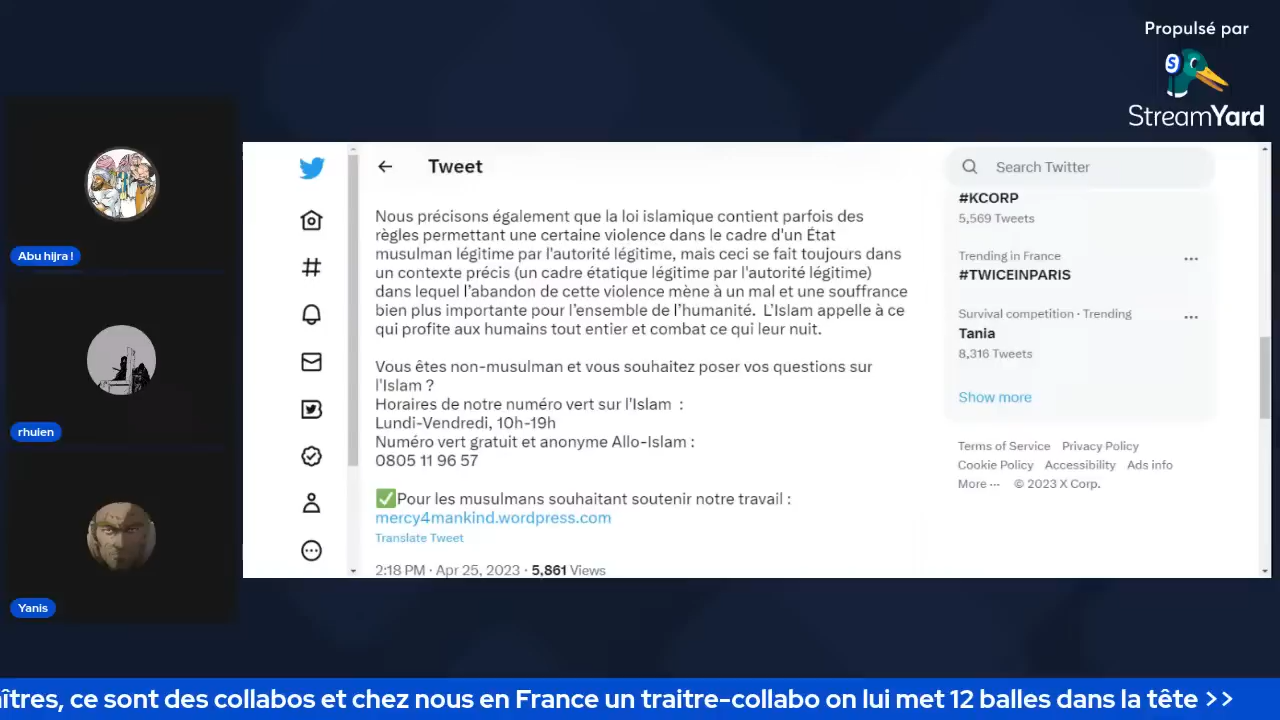 Propulsé par
StreamYard
Abu hijra !
rhuien
Yanis
Tweet
Nous précisons également que la loi islamique contient parfois des
règles permettant une certaine violence dans le cadre d'un État
musulman légitime par l'autorité légitime, mais ceci se fait toujours dans
un contexte précis (un cadre étatique légitime par l'autorité légitime)
dans lequel l’abandon de cette violence mène à un mal et une souffrance
bien plus importante pour l’ensemble de l’humanité. L’Islam appelle à ce
qui profite aux humains tout entier et combat ce qui leur nuit.
Vous êtes non-musulman et vous souhaitez poser vos questions sur
l'Islam ?
Horaires de notre numéro vert sur l'Islam :
Lundi-Vendredi, 10h-19h
Numéro vert gratuit et anonyme Allo-Islam :
0805 11 96 57
✅Pour les musulmans souhaitant soutenir notre travail :
mercy4mankind.wordpress.com
Translate Tweet
2:18 PM · Apr 25, 2023 · 5,861 Views
Search Twitter
#KCORP
5,569 Tweets
Trending in France
#TWICEINPARIS
Survival competition · Trending
Tania
8,316 Tweets
Show more
Terms of Service Privacy Policy
Cookie Policy Accessibility Ads info
More ··· © 2023 X Corp.
îtres, ce sont des collabos et chez nous en France un traitre-collabo on lui met 12 balles dans la tête >>